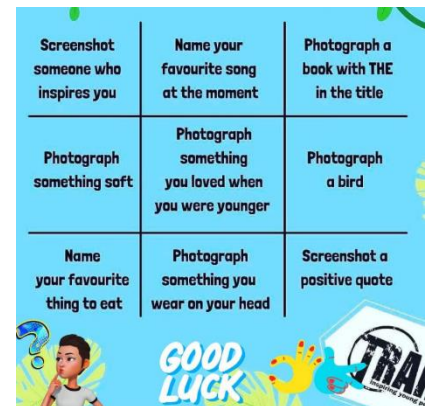 Screenshot
someone who
inspires you
Name your
favourite song
at the moment
Photograph a
book with THE
in the title
Photograph
something soft
Photograph
something
you loved when
you were younger
Photograph
a bird
Name
your favourite
thing to eat
Photograph
something you
wear on your head
Screenshot a
positive quote
GOOD
LUCK
inspiring young